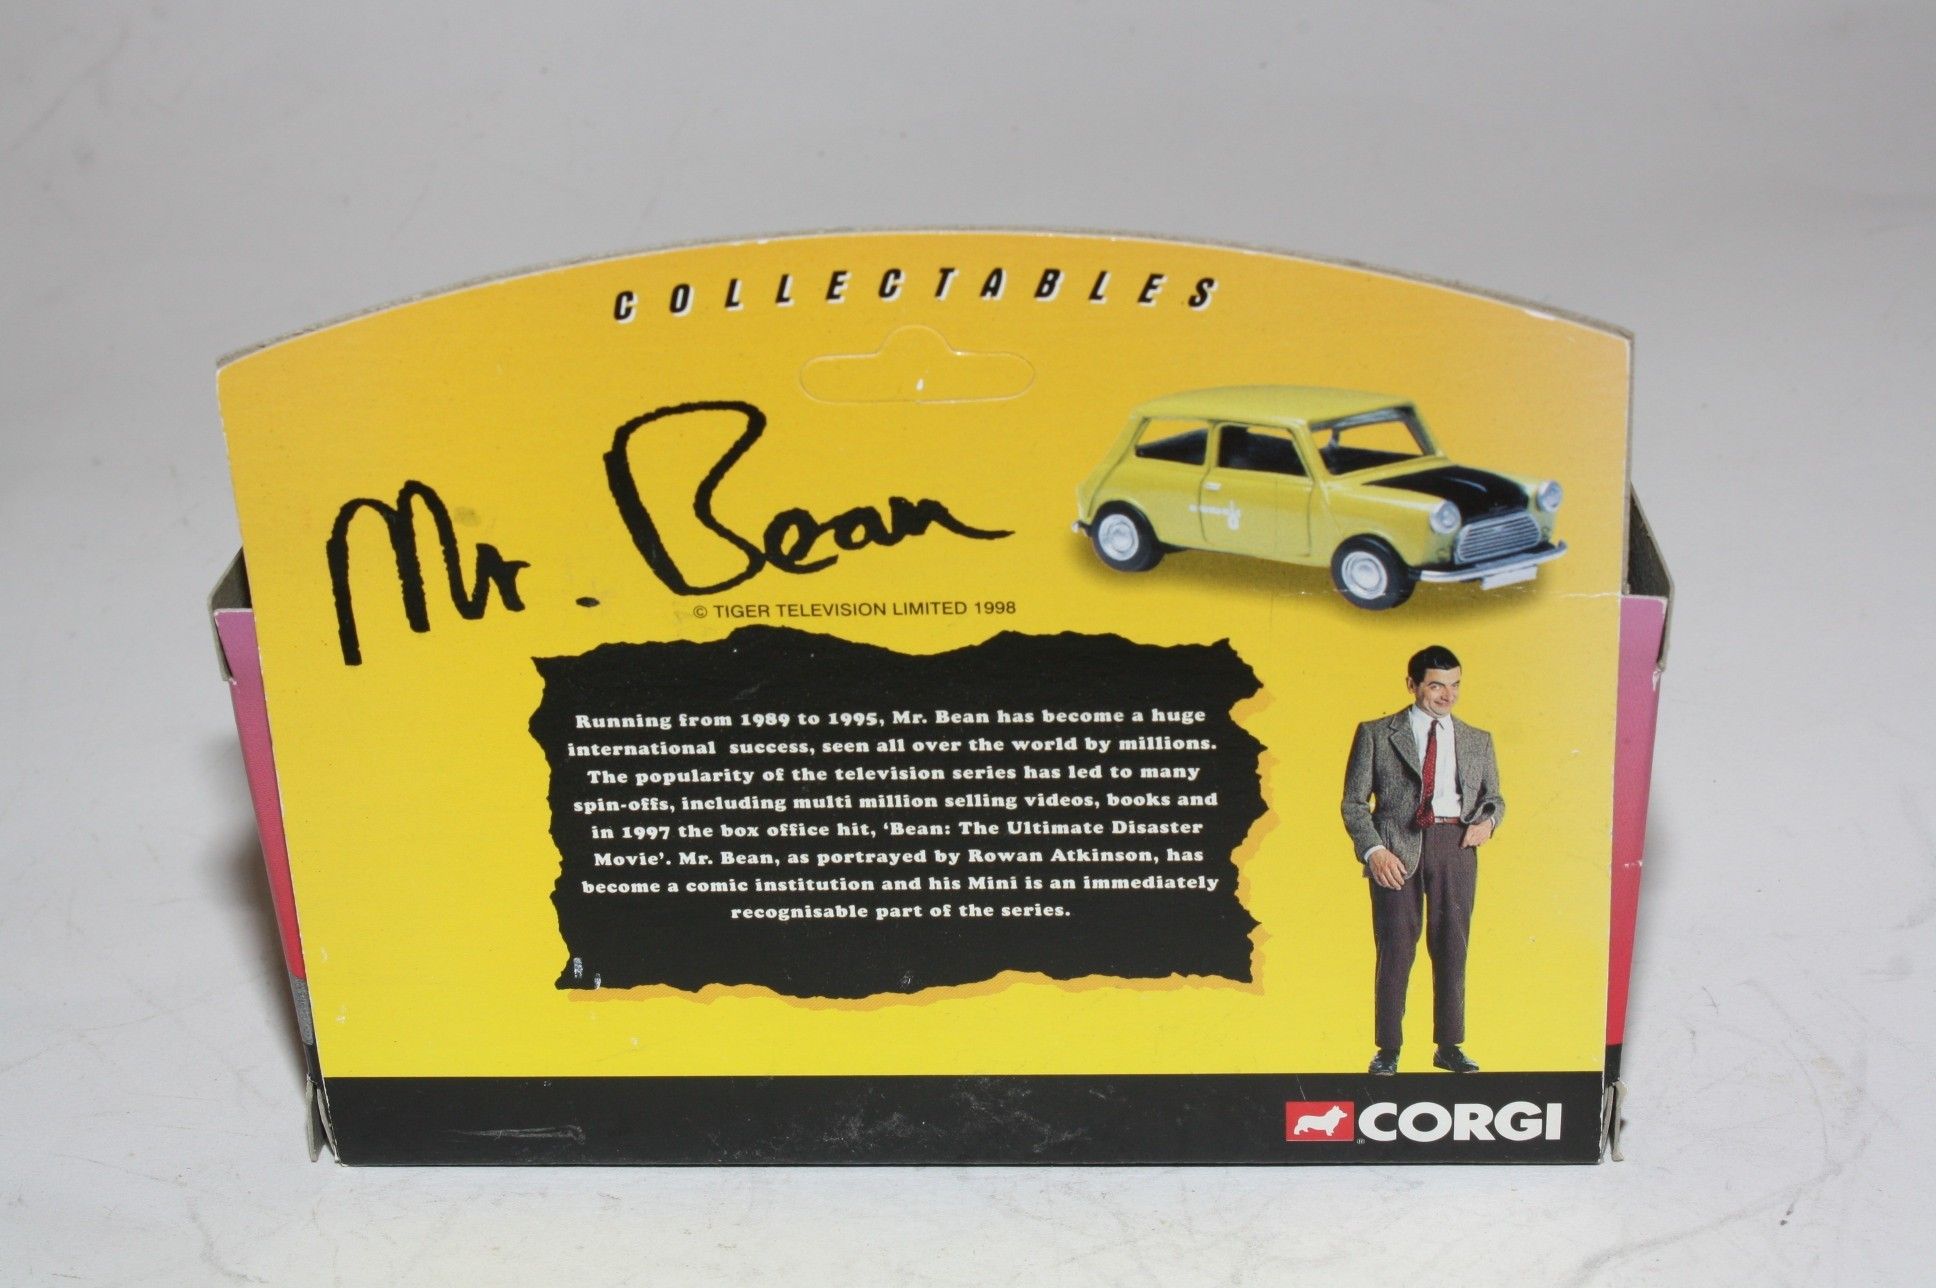 COLLECTABLES
Mr. Bean
© TIGER TELEVISION LIMITED 1998
Running from 1989 to 1995, Mr. Bean has become a huge
international success, seen all over the world by millions.
The popularity of the television series has led to many
spin-offs, including multi million selling videos, books and
in 1997 the box office hit, ‘Bean: The Ultimate Disaster
Movie’. Mr. Bean, as portrayed by Rowan Atkinson, has
become a comic institution and his Mini is an immediately
recognisable part of the series.
CORGI